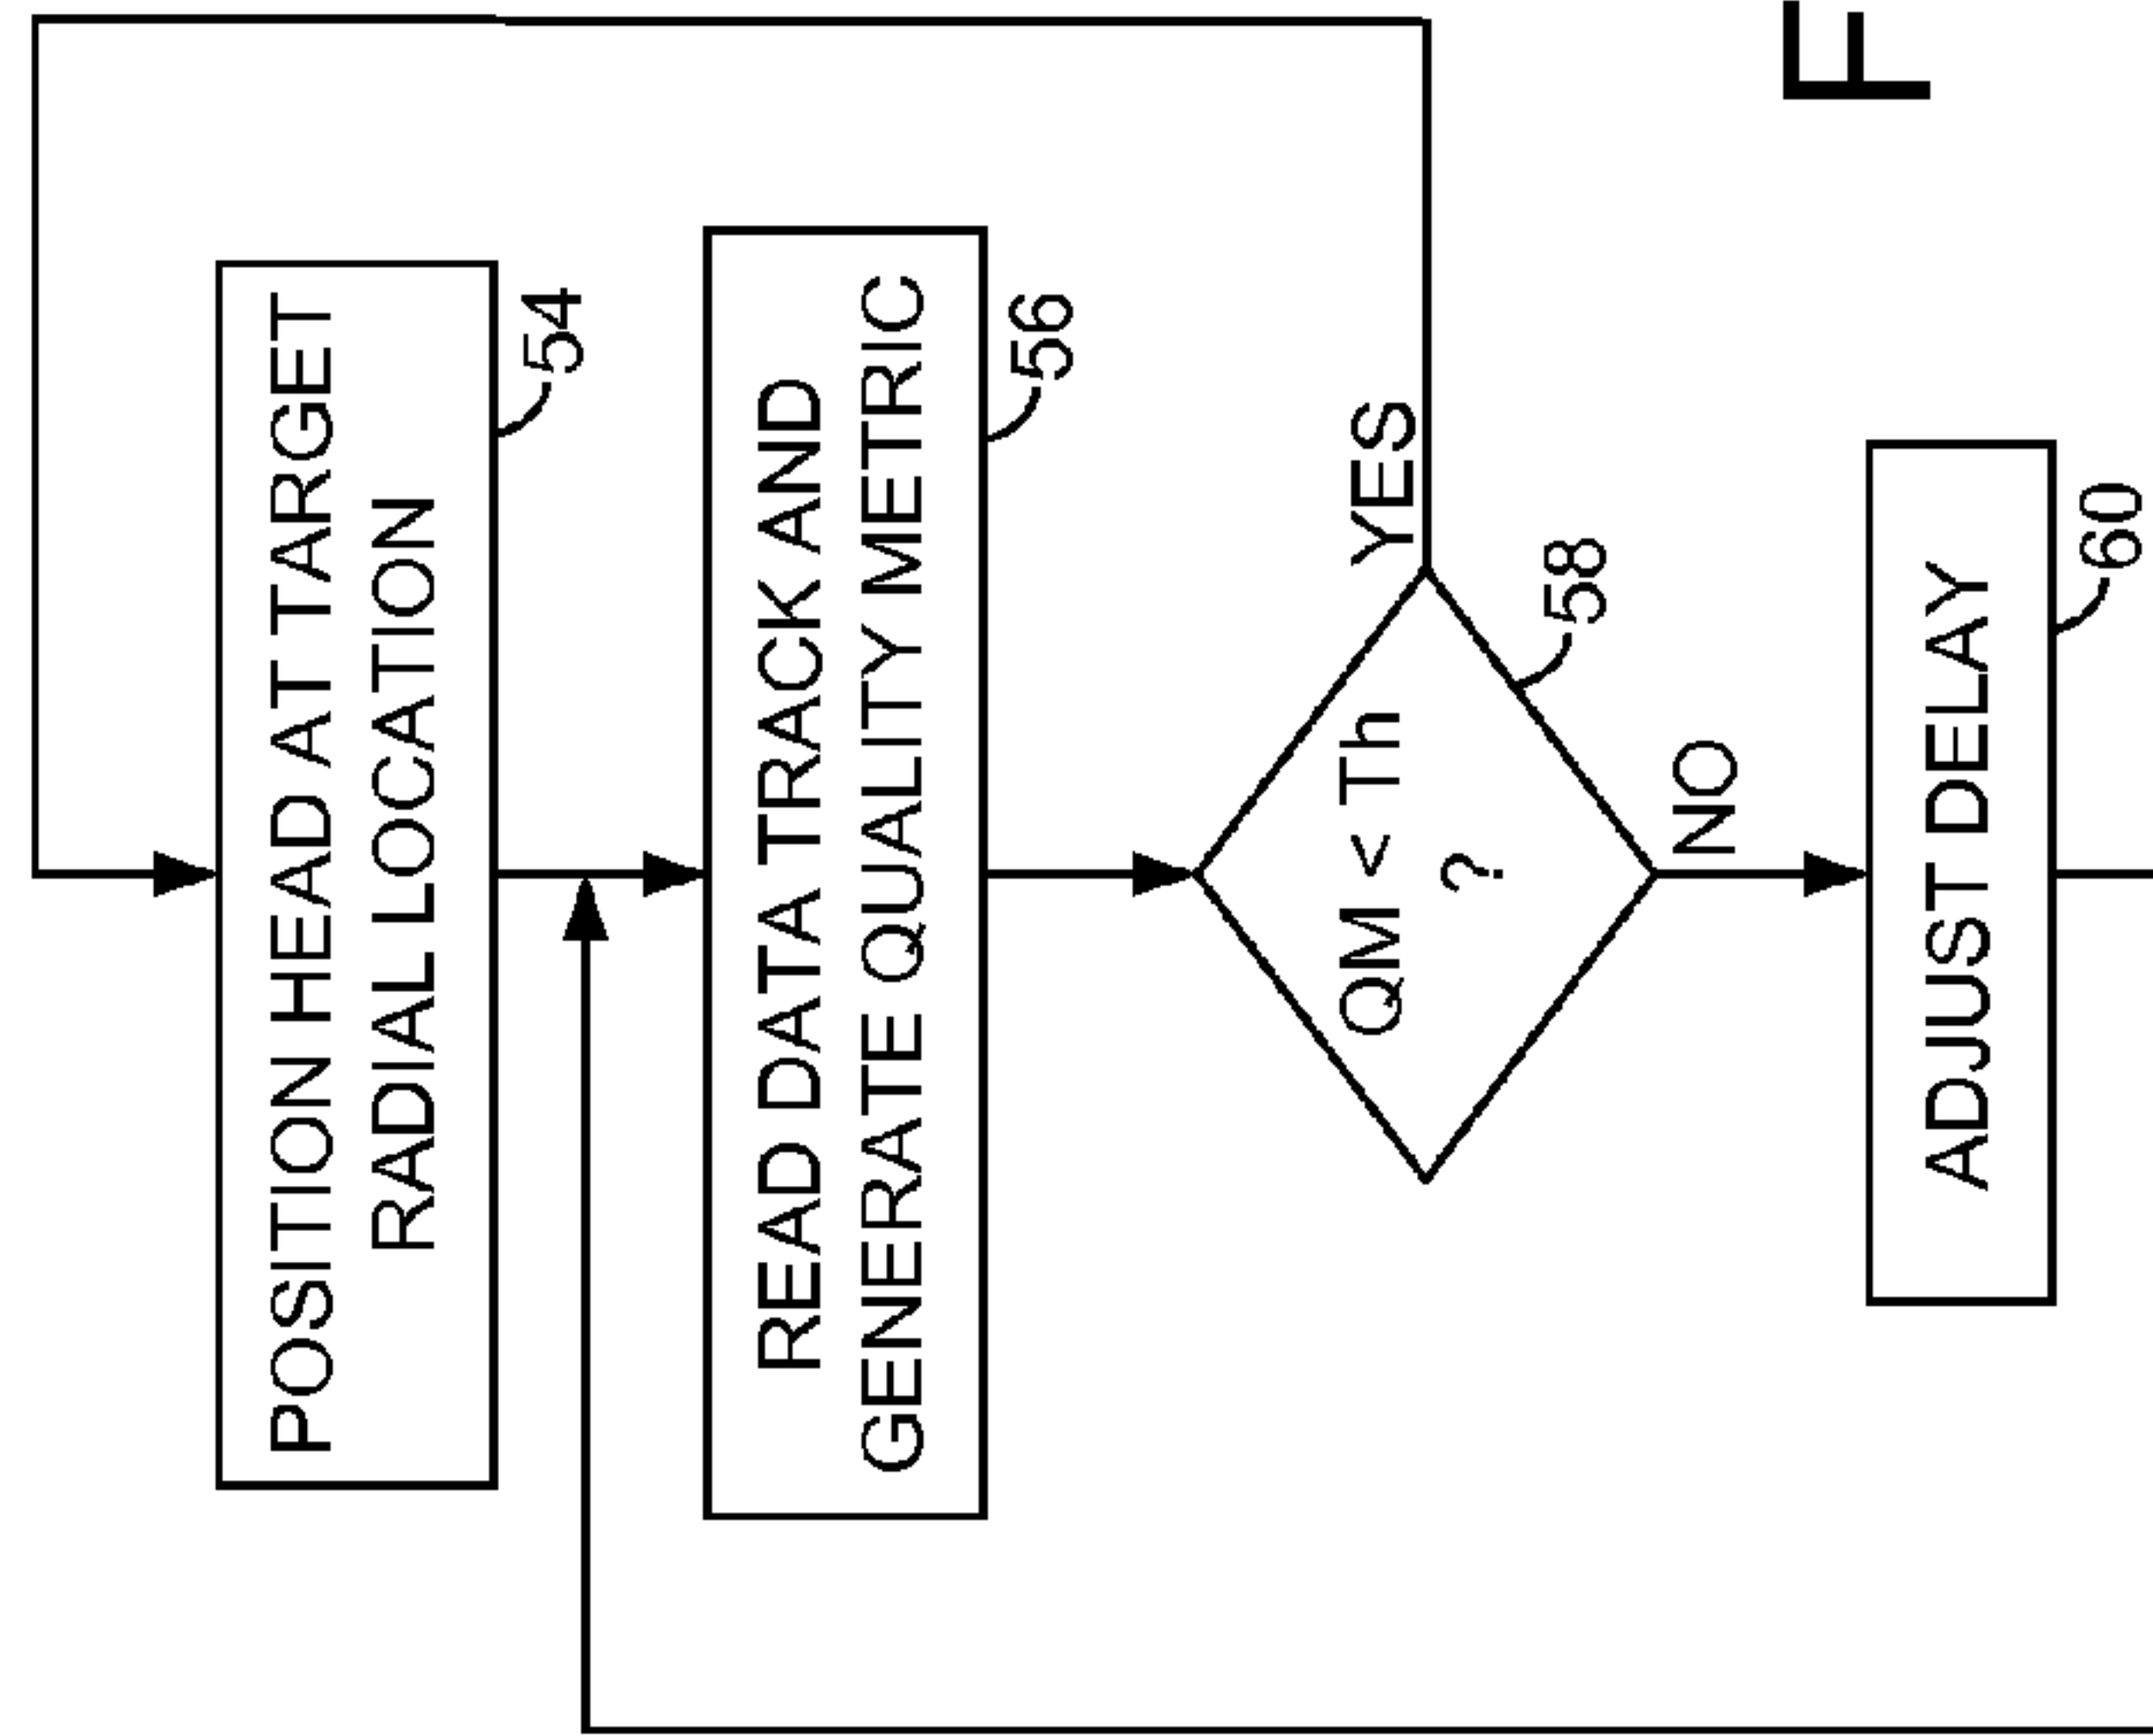 POSITION HEAD AT TARGET
RADIAL LOCATION
54
READ DATA TRACK AND
GENERATE QUALITY METRIC
56
QM < Th
?
YES
58
NO
ADJUST DELAY
60
F